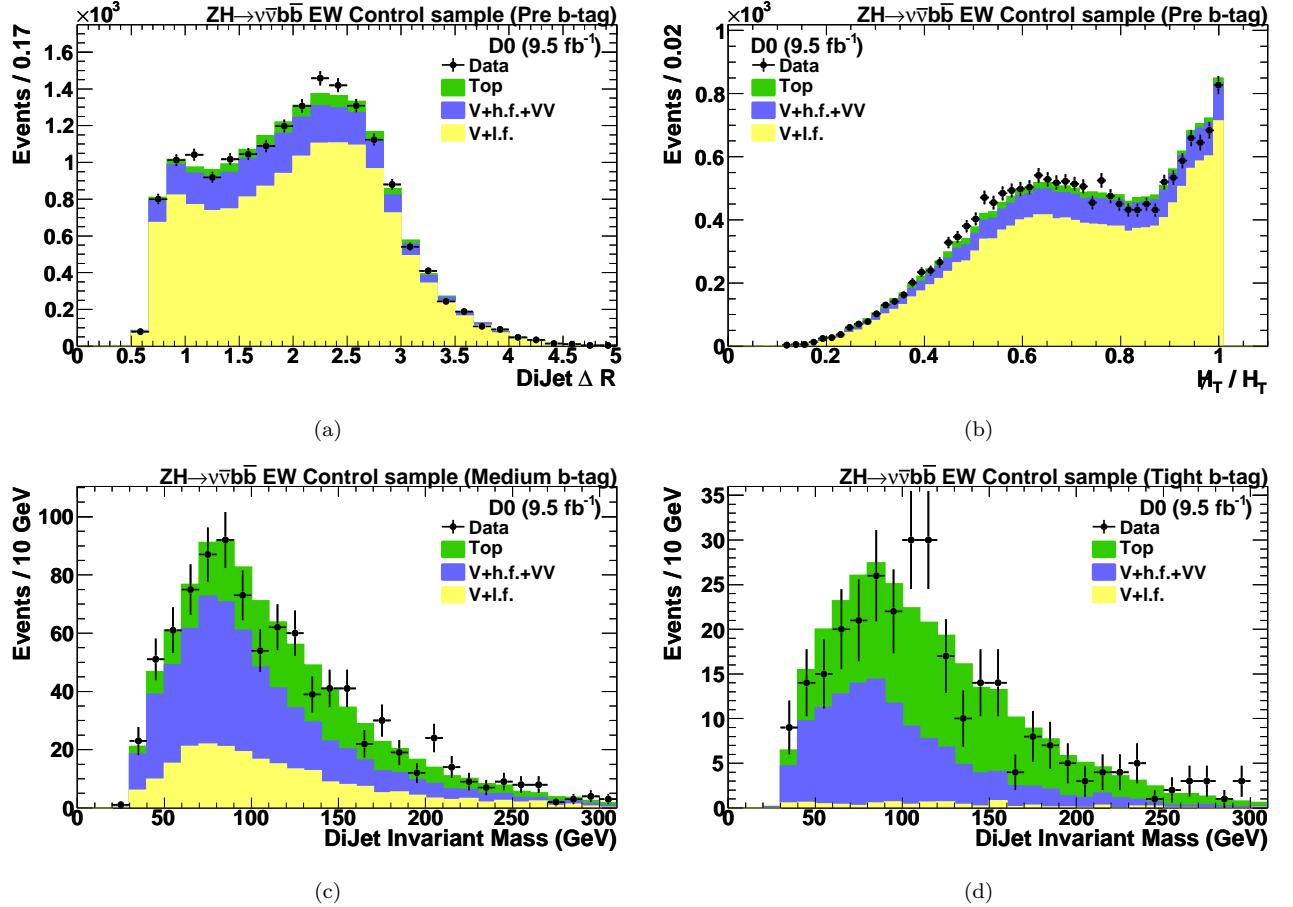 ZH→νν̄bb̄ EW Control sample (Pre b-tag)
×10³
D0 (9.5 fb⁻¹)
Data
Top
V+h.f.+VV
V+l.f.
Events / 0.17
1.6
1.4
1.2
1
0.8
0.6
0.4
0.2
0
0 0.5 1 1.5 2 2.5 3 3.5 4 4.5 5
DiJet Δ R
(a)
ZH→νν̄bb̄ EW Control sample (Pre b-tag)
×10³
D0 (9.5 fb⁻¹)
Data
Top
V+h.f.+VV
V+l.f.
Events / 0.02
1
0.8
0.6
0.4
0.2
0
0 0.2 0.4 0.6 0.8 1
H̸_T / H_T
(b)
ZH→νν̄bb̄ EW Control sample (Medium b-tag)
D0 (9.5 fb⁻¹)
Data
Top
V+h.f.+VV
V+l.f.
Events / 10 GeV
100
80
60
40
20
0
0 50 100 150 200 250 300
DiJet Invariant Mass (GeV)
(c)
ZH→νν̄bb̄ EW Control sample (Tight b-tag)
D0 (9.5 fb⁻¹)
Data
Top
V+h.f.+VV
V+l.f.
Events / 10 GeV
35
30
25
20
15
10
5
0
0 50 100 150 200 250 300
DiJet Invariant Mass (GeV)
(d)